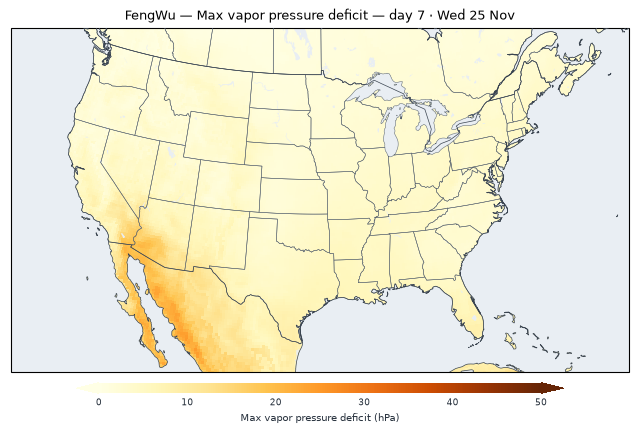 FengWu — Max vapor pressure deficit — day 7 · Wed 25 Nov
0 10 20 30 40 50
Max vapor pressure deficit (hPa)